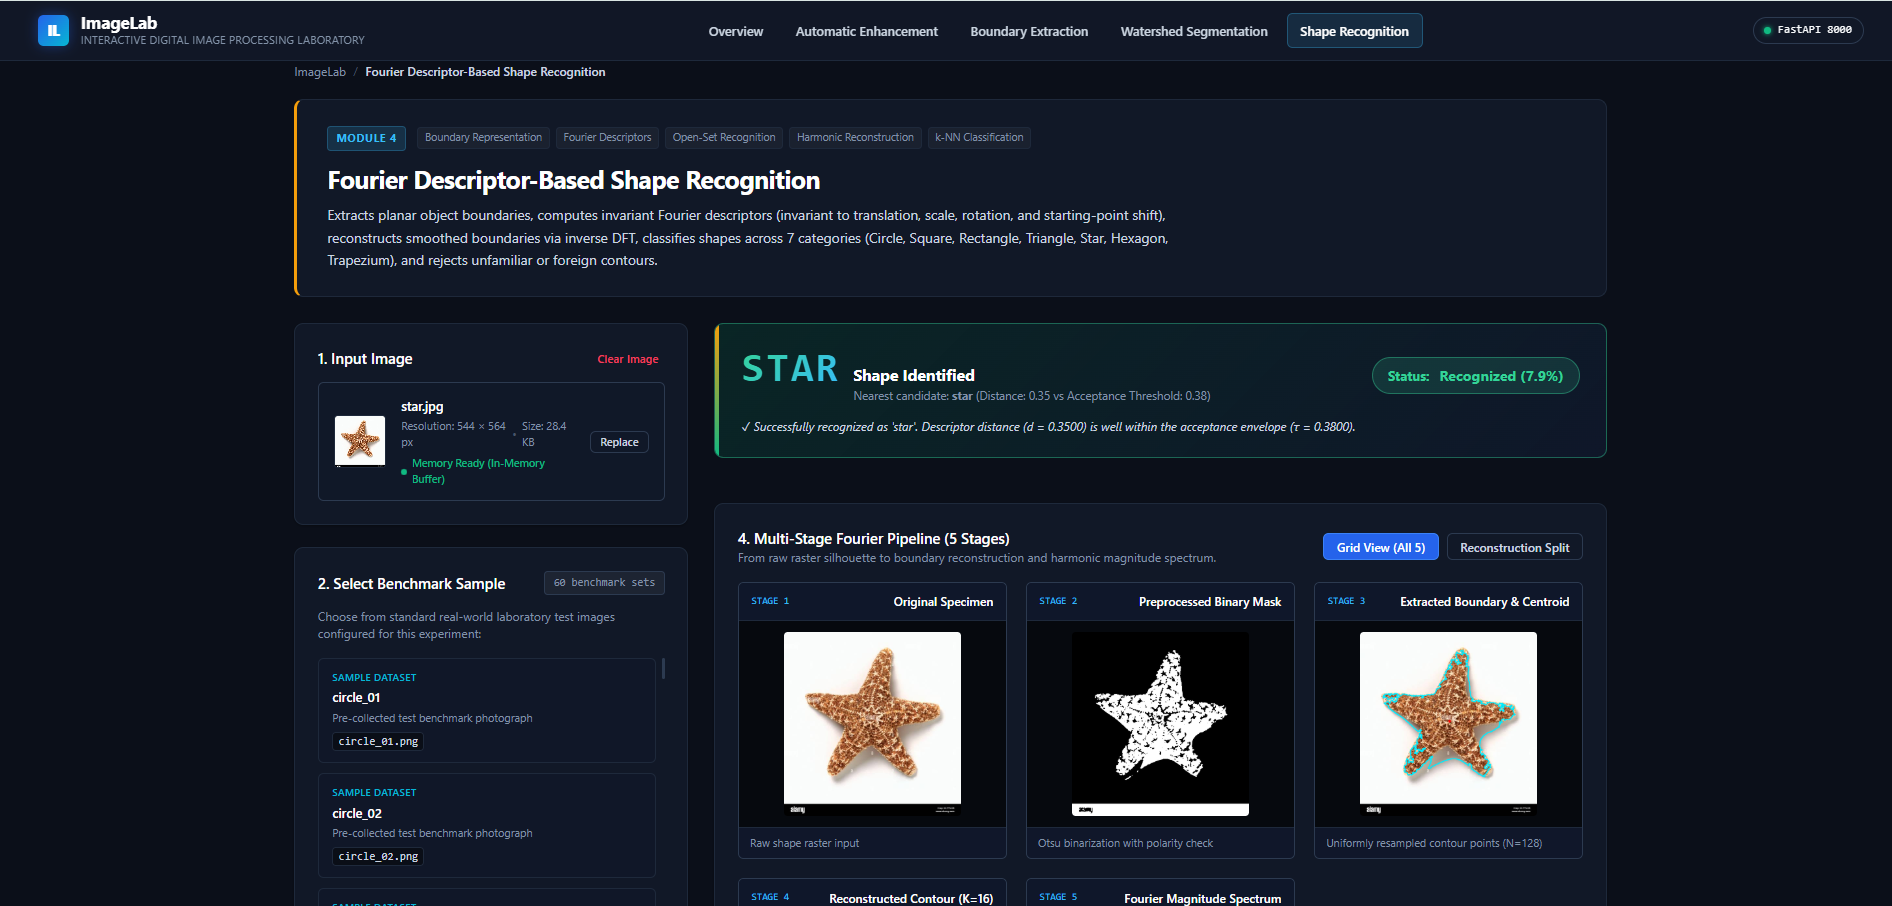 IL
ImageLab
INTERACTIVE DIGITAL IMAGE PROCESSING LABORATORY
Overview
Automatic Enhancement
Boundary Extraction
Watershed Segmentation
Shape Recognition
FastAPI 8000
ImageLab / Fourier Descriptor-Based Shape Recognition
MODULE 4
Boundary Representation
Fourier Descriptors
Open-Set Recognition
Harmonic Reconstruction
k-NN Classification
Fourier Descriptor-Based Shape Recognition
Extracts planar object boundaries, computes invariant Fourier descriptors (invariant to translation, scale, rotation, and starting-point shift),
reconstructs smoothed boundaries via inverse DFT, classifies shapes across 7 categories (Circle, Square, Rectangle, Triangle, Star, Hexagon,
Trapezium), and rejects unfamiliar or foreign contours.
1. Input Image
Clear Image
star.jpg
Resolution: 544 × 564
px
• Size: 28.4
KB
Memory Ready (In-Memory
Buffer)
Replace
2. Select Benchmark Sample
60 benchmark sets
Choose from standard real-world laboratory test images
configured for this experiment:
SAMPLE DATASET
circle_01
Pre-collected test benchmark photograph
circle_01.png
SAMPLE DATASET
circle_02
Pre-collected test benchmark photograph
circle_02.png
SAMPLE DATASET
STAR
Shape Identified
Nearest candidate: star (Distance: 0.35 vs Acceptance Threshold: 0.38)
Status: Recognized (7.9%)
✓ Successfully recognized as 'star'. Descriptor distance (d = 0.3500) is well within the acceptance envelope (τ = 0.3800).
4. Multi-Stage Fourier Pipeline (5 Stages)
From raw raster silhouette to boundary reconstruction and harmonic magnitude spectrum.
Grid View (All 5)
Reconstruction Split
STAGE 1
Original Specimen
alamy
Raw shape raster input
STAGE 2
Preprocessed Binary Mask
alamy
Otsu binarization with polarity check
STAGE 3
Extracted Boundary & Centroid
alamy
Uniformly resampled contour points (N=128)
STAGE 4
Reconstructed Contour (K=16)
STAGE 5
Fourier Magnitude Spectrum